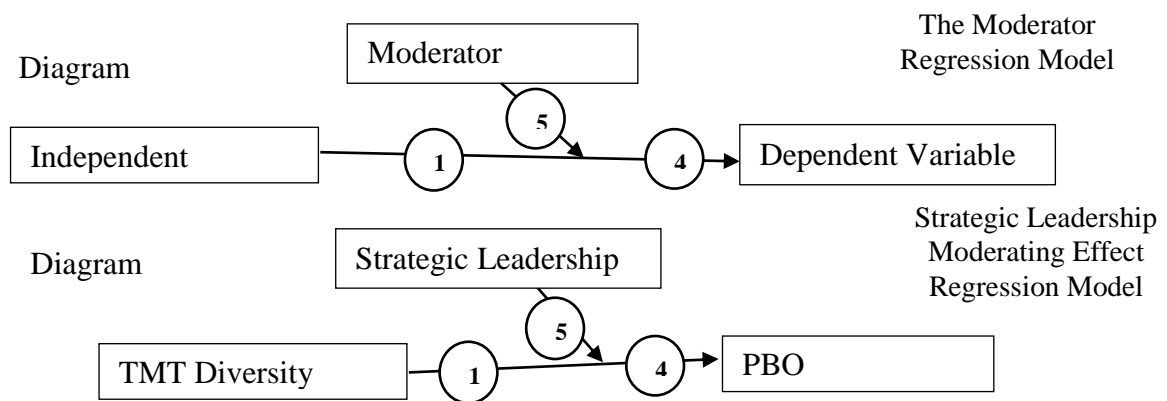 The Moderator
Regression Model
Diagram
Moderator
5
Independent
1
4
Dependent Variable
Strategic Leadership
Moderating Effect
Regression Model
Diagram
Strategic Leadership
5
TMT Diversity
1
4
PBO